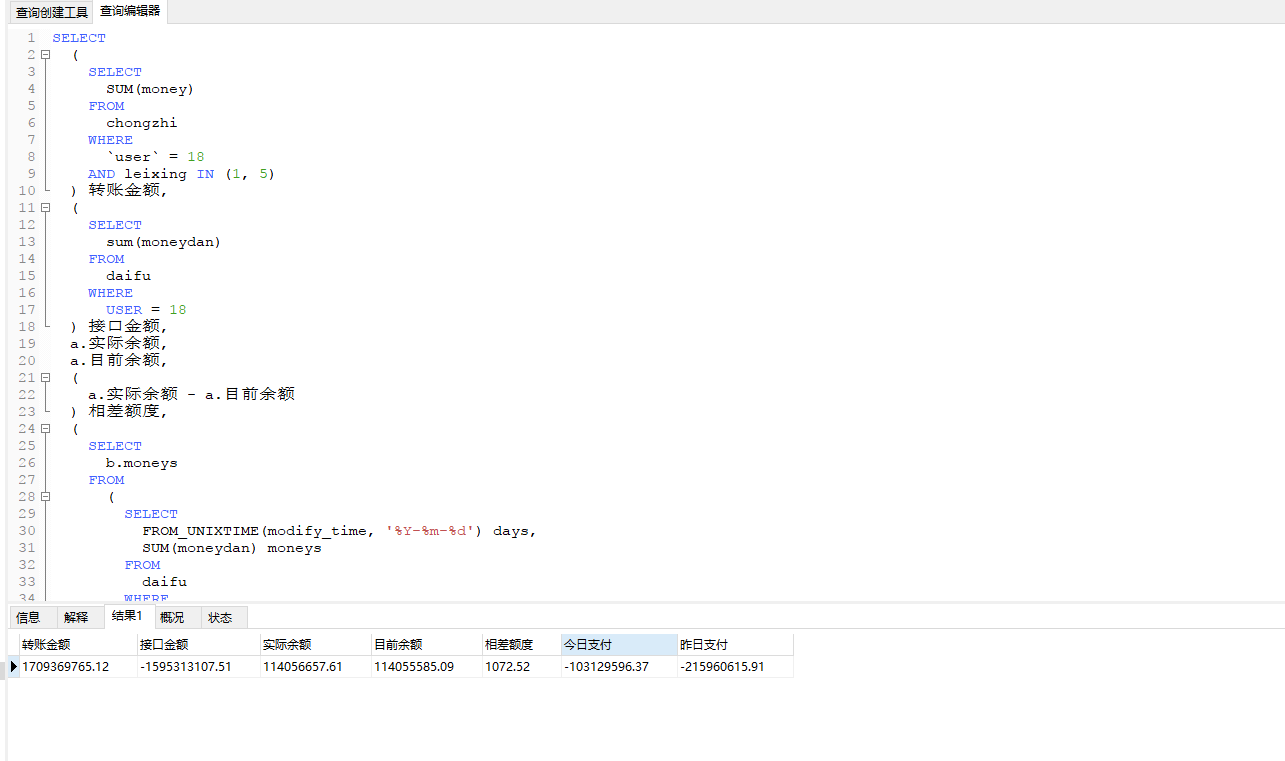 查询创建工具 查询编辑器
1 SELECT
2 (
3 SELECT
4 SUM(money)
5 FROM
6 chongzhi
7 WHERE
8 `user` = 18
9 AND leixing IN (1, 5)
10 ) 转账金额,
11 (
12 SELECT
13 sum(moneydan)
14 FROM
15 daifu
16 WHERE
17 USER = 18
18 ) 接口金额,
19 a.实际余额,
20 a.目前余额,
21 (
22 a.实际余额 - a.目前余额
23 ) 相差额度,
24 (
25 SELECT
26 b.moneys
27 FROM
28 (
29 SELECT
30 FROM_UNIXTIME(modify_time, '%Y-%m-%d') days,
31 SUM(moneydan) moneys
32 FROM
33 daifu
34 WHERE
信息 解释 结果1 概况 状态
转账金额 接口金额 实际余额 目前余额 相差额度 今日支付 昨日支付
1709369765.12 -1595313107.51 114056657.61 114055585.09 1072.52 -103129596.37 -215960615.91